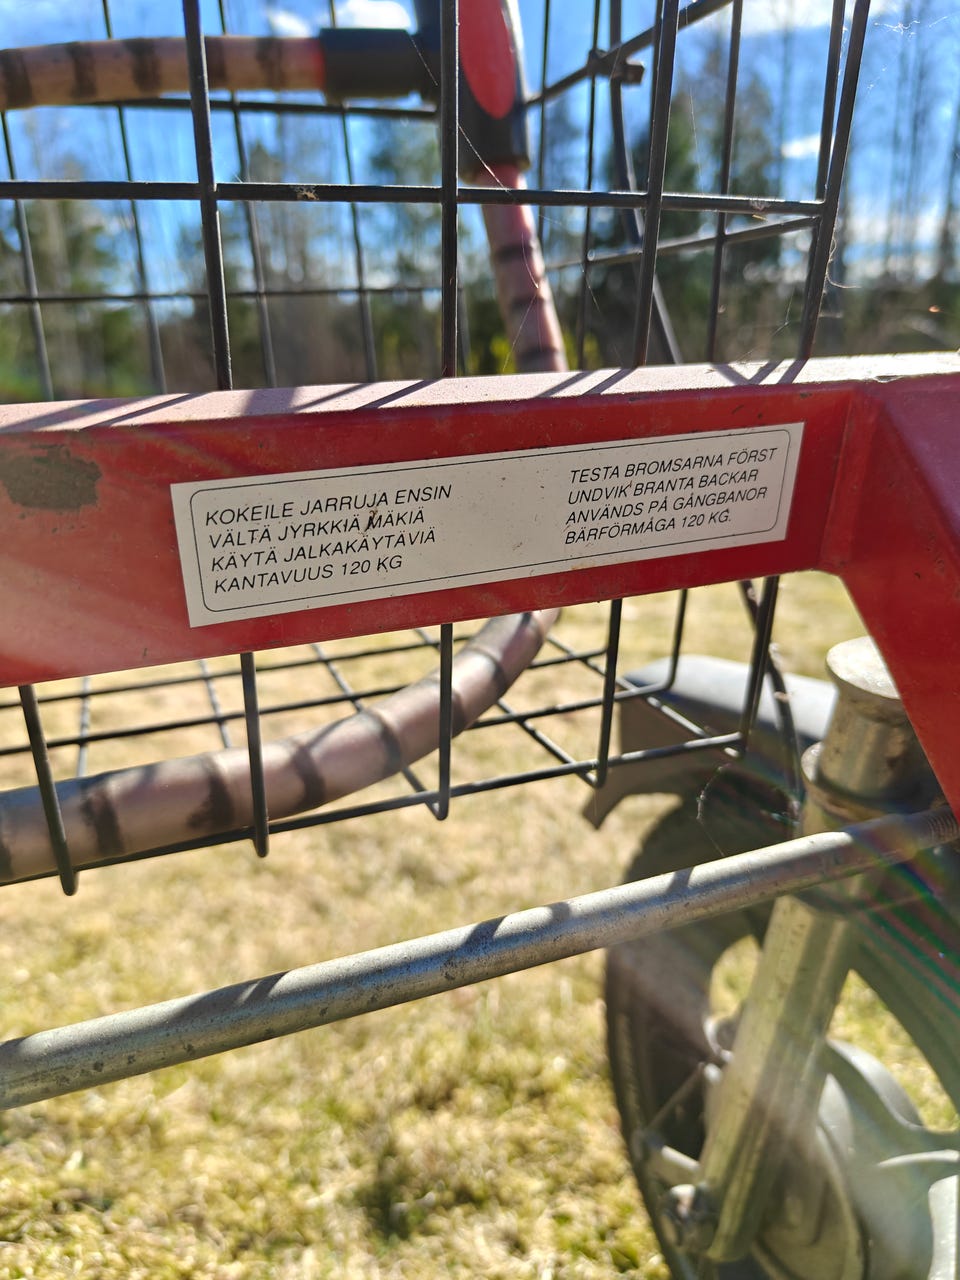 KOKEILE JARRUJA ENSIN
VÄLTÄ JYRKKIÄ MÄKIÄ
KÄYTÄ JALKAKÄYTÄVIÄ
KANTAVUUS 120 KG
TESTA BROMSARNA FÖRST
UNDVIK BRANTA BACKAR
ANVÄNDS PÅ GÅNGBANOR
BÄRFÖRMÅGA 120 KG.